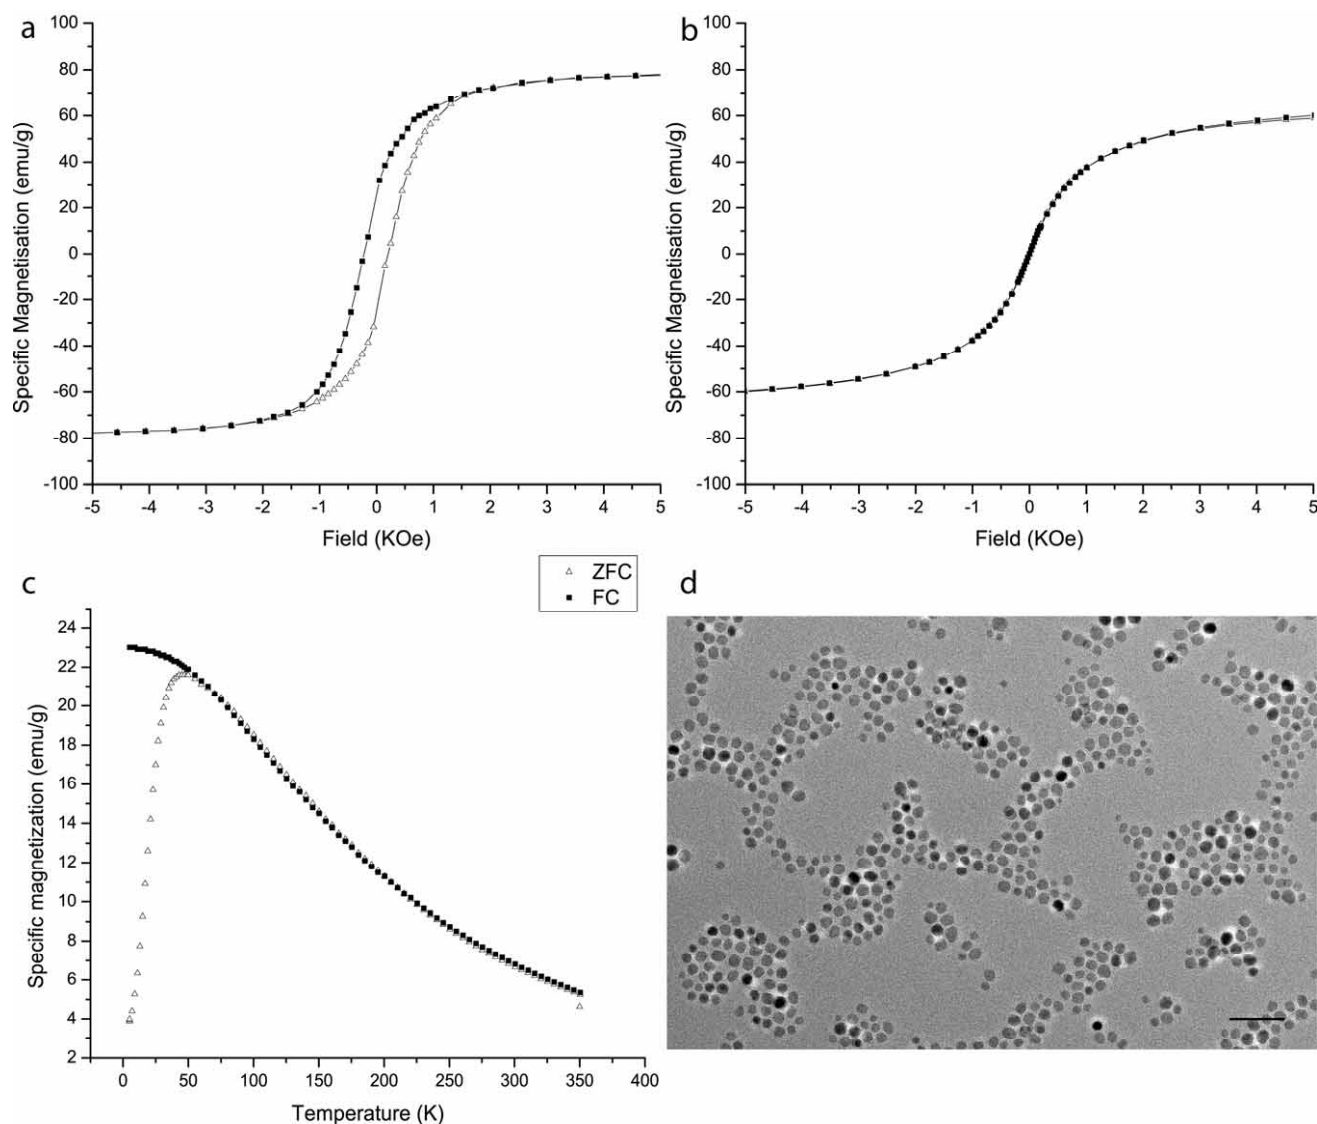 a
100
80
60
40
20
0
-20
-40
-60
-80
-100
Specific Magnetisation (emu/g)
-5 -4 -3 -2 -1 0 1 2 3 4 5
Field (KOe)
b
100
80
60
40
20
0
-20
-40
-60
-80
-100
Specific Magnetisation (emu/g)
-5 -4 -3 -2 -1 0 1 2 3 4 5
Field (KOe)
c
ZFC
FC
24
22
20
18
16
14
12
10
8
6
4
2
Specific magnetization (emu/g)
0 50 100 150 200 250 300 350 400
Temperature (K)
d